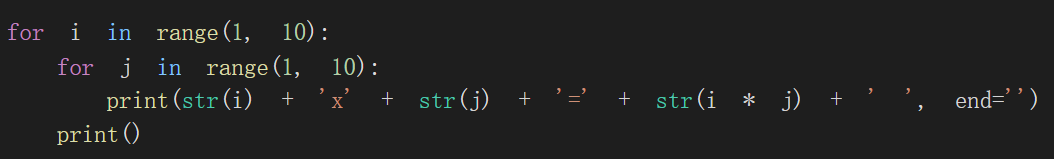 for i in range(1, 10):
    for j in range(1, 10):
        print(str(i) + 'x' + str(j) + '=' + str(i * j) + ' ', end='')
    print()